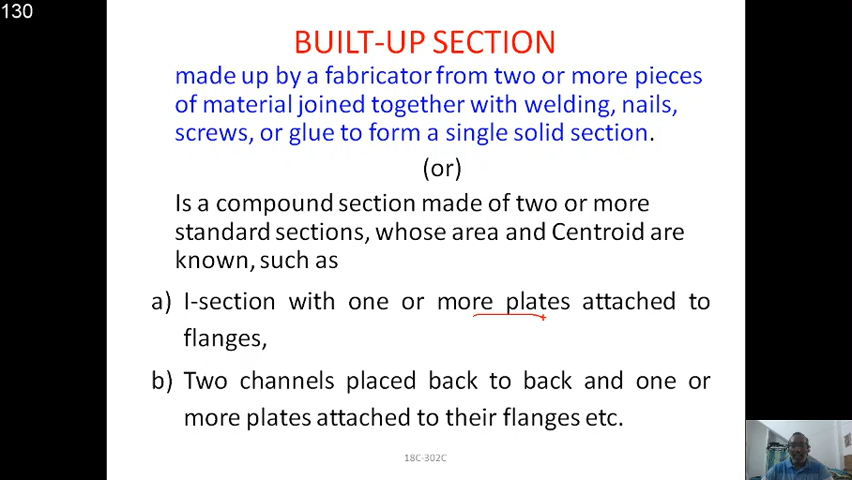 130
BUILT-UP SECTION
made up by a fabricator from two or more pieces
of material joined together with welding, nails,
screws, or glue to form a single solid section.
(or)
Is a compound section made of two or more
standard sections, whose area and Centroid are
known, such as
a) I-section with one or more plates attached to
flanges,
b) Two channels placed back to back and one or
more plates attached to their flanges etc.
18C-302C